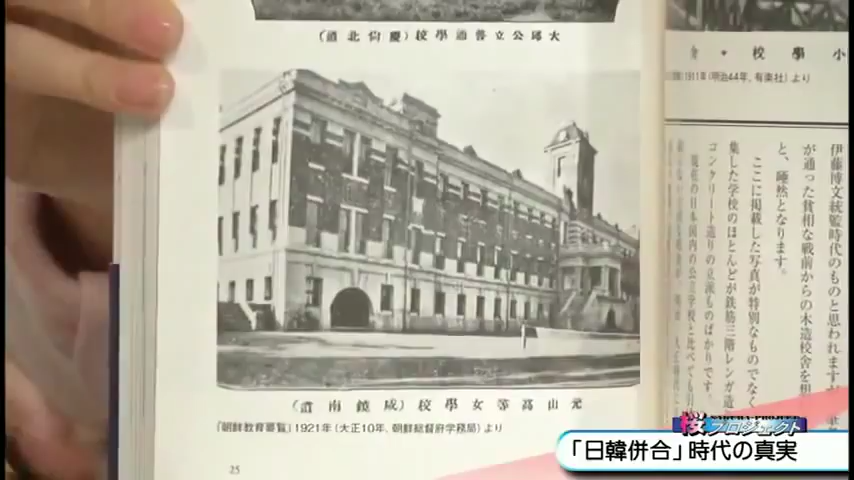 大邱公立普通學校(慶尚北道)
元山高等女學校(咸鏡南道)
『朝鮮教育要覧』1921年(大正10年、朝鮮総督府学務局)より
25
小學校
1911年(明治44年、有楽社)より
伊藤博文統監時代のものと思われます
が通った貧相な戦前からの木造校舎を想
と、唖然となります。
ここに掲載した写真が特別なものでなく
集した学校のほとんどが鉄筋三階レンガ造
コンクリート造りの立派ものばかりです。
現在の日本国内の公立学校と比べても
SAKURA PROJECT
桜プロジェクト
「日韓併合」時代の真実